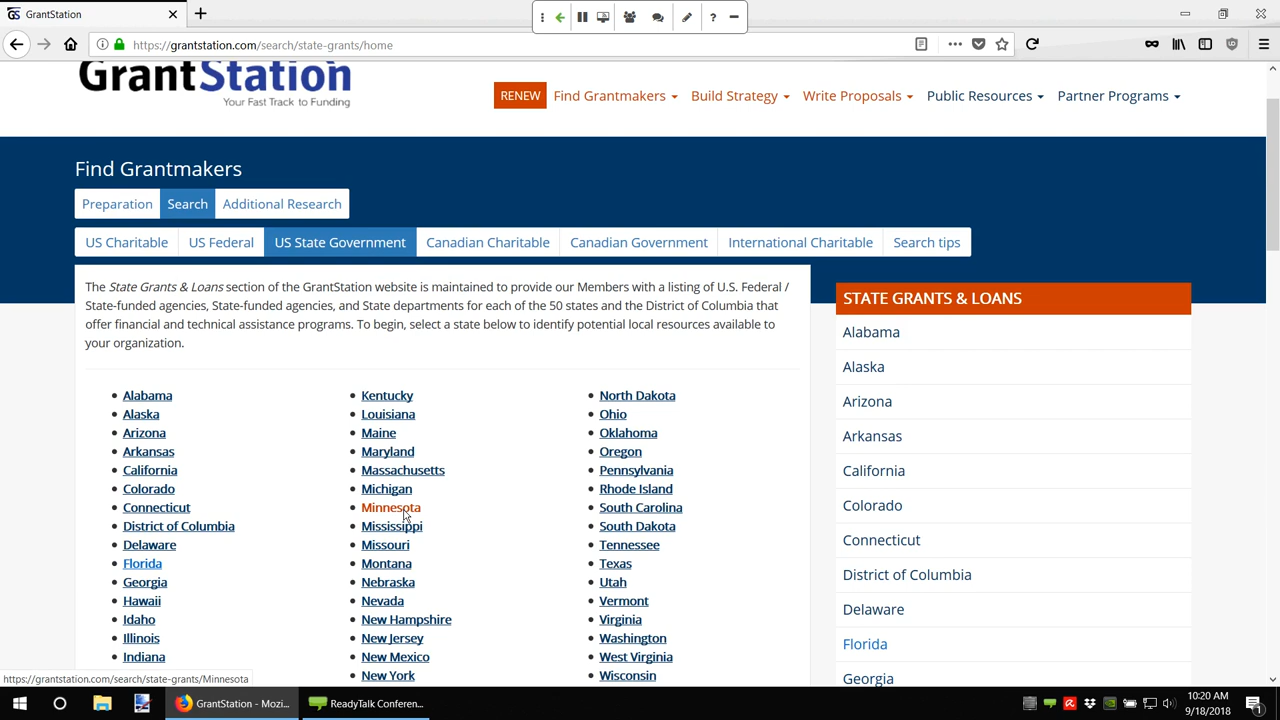 GrantStation
https://grantstation.com/search/state-grants/home
GrantStation
Your Fast Track to Funding
RENEW Find Grantmakers Build Strategy Write Proposals Public Resources Partner Programs
Find Grantmakers
Preparation Search Additional Research
US Charitable US Federal US State Government Canadian Charitable Canadian Government International Charitable Search tips
The State Grants & Loans section of the GrantStation website is maintained to provide our Members with a listing of U.S. Federal /
State-funded agencies, State-funded agencies, and State departments for each of the 50 states and the District of Columbia that
offer financial and technical assistance programs. To begin, select a state below to identify potential local resources available to
your organization.
Alabama
Alaska
Arizona
Arkansas
California
Colorado
Connecticut
District of Columbia
Delaware
Florida
Georgia
Hawaii
Idaho
Illinois
Indiana
Kentucky
Louisiana
Maine
Maryland
Massachusetts
Michigan
Minnesota
Mississippi
Missouri
Montana
Nebraska
Nevada
New Hampshire
New Jersey
New Mexico
New York
North Dakota
Ohio
Oklahoma
Oregon
Pennsylvania
Rhode Island
South Carolina
South Dakota
Tennessee
Texas
Utah
Vermont
Virginia
Washington
West Virginia
Wisconsin
STATE GRANTS & LOANS
Alabama
Alaska
Arizona
Arkansas
California
Colorado
Connecticut
District of Columbia
Delaware
Florida
Georgia
https://grantstation.com/search/state-grants/Minnesota
GrantStation - Mozi...
ReadyTalk Conferen...
10:20 AM
9/18/2018